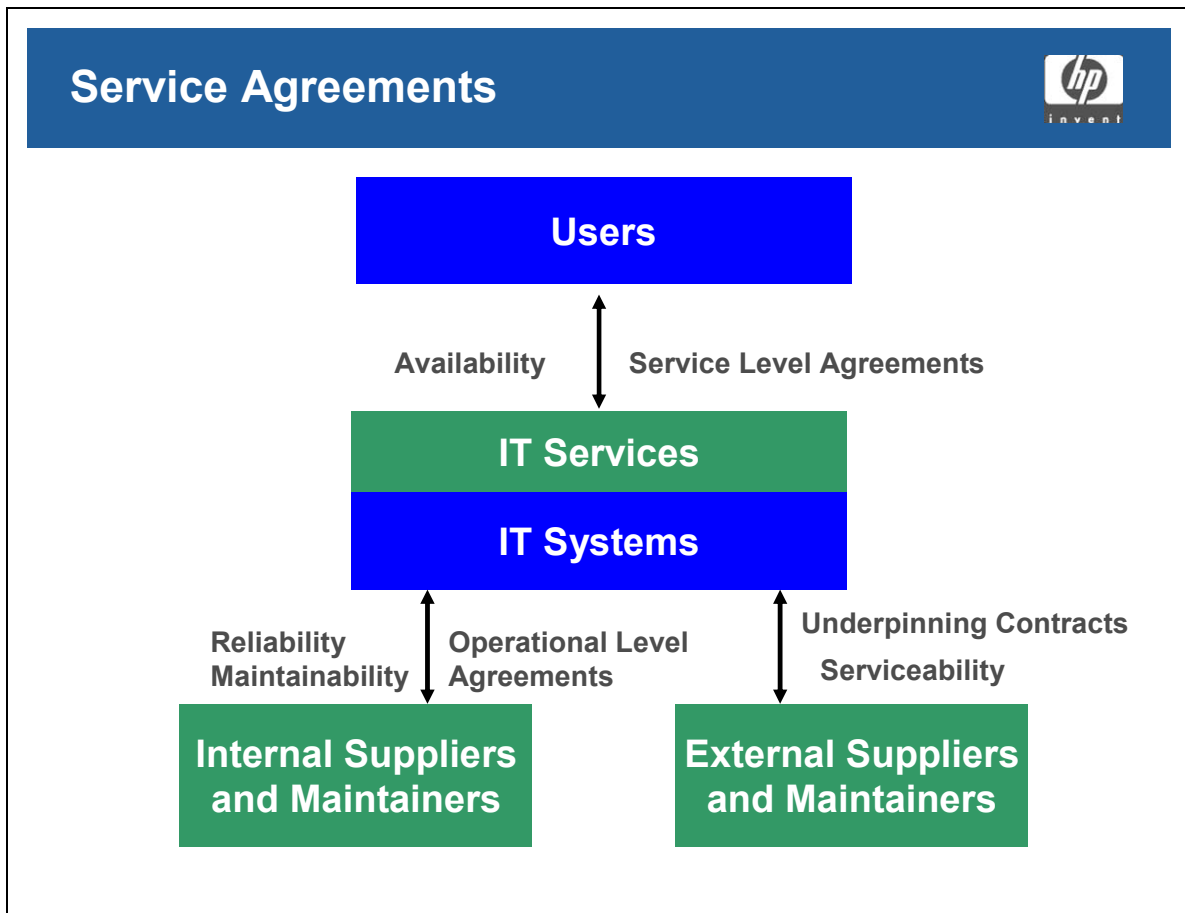 Service Agreements
hp
invent
Users
Availability
Service Level Agreements
IT Services
IT Systems
Reliability
Maintainability
Operational Level
Agreements
Underpinning Contracts
Serviceability
Internal Suppliers
and Maintainers
External Suppliers
and Maintainers